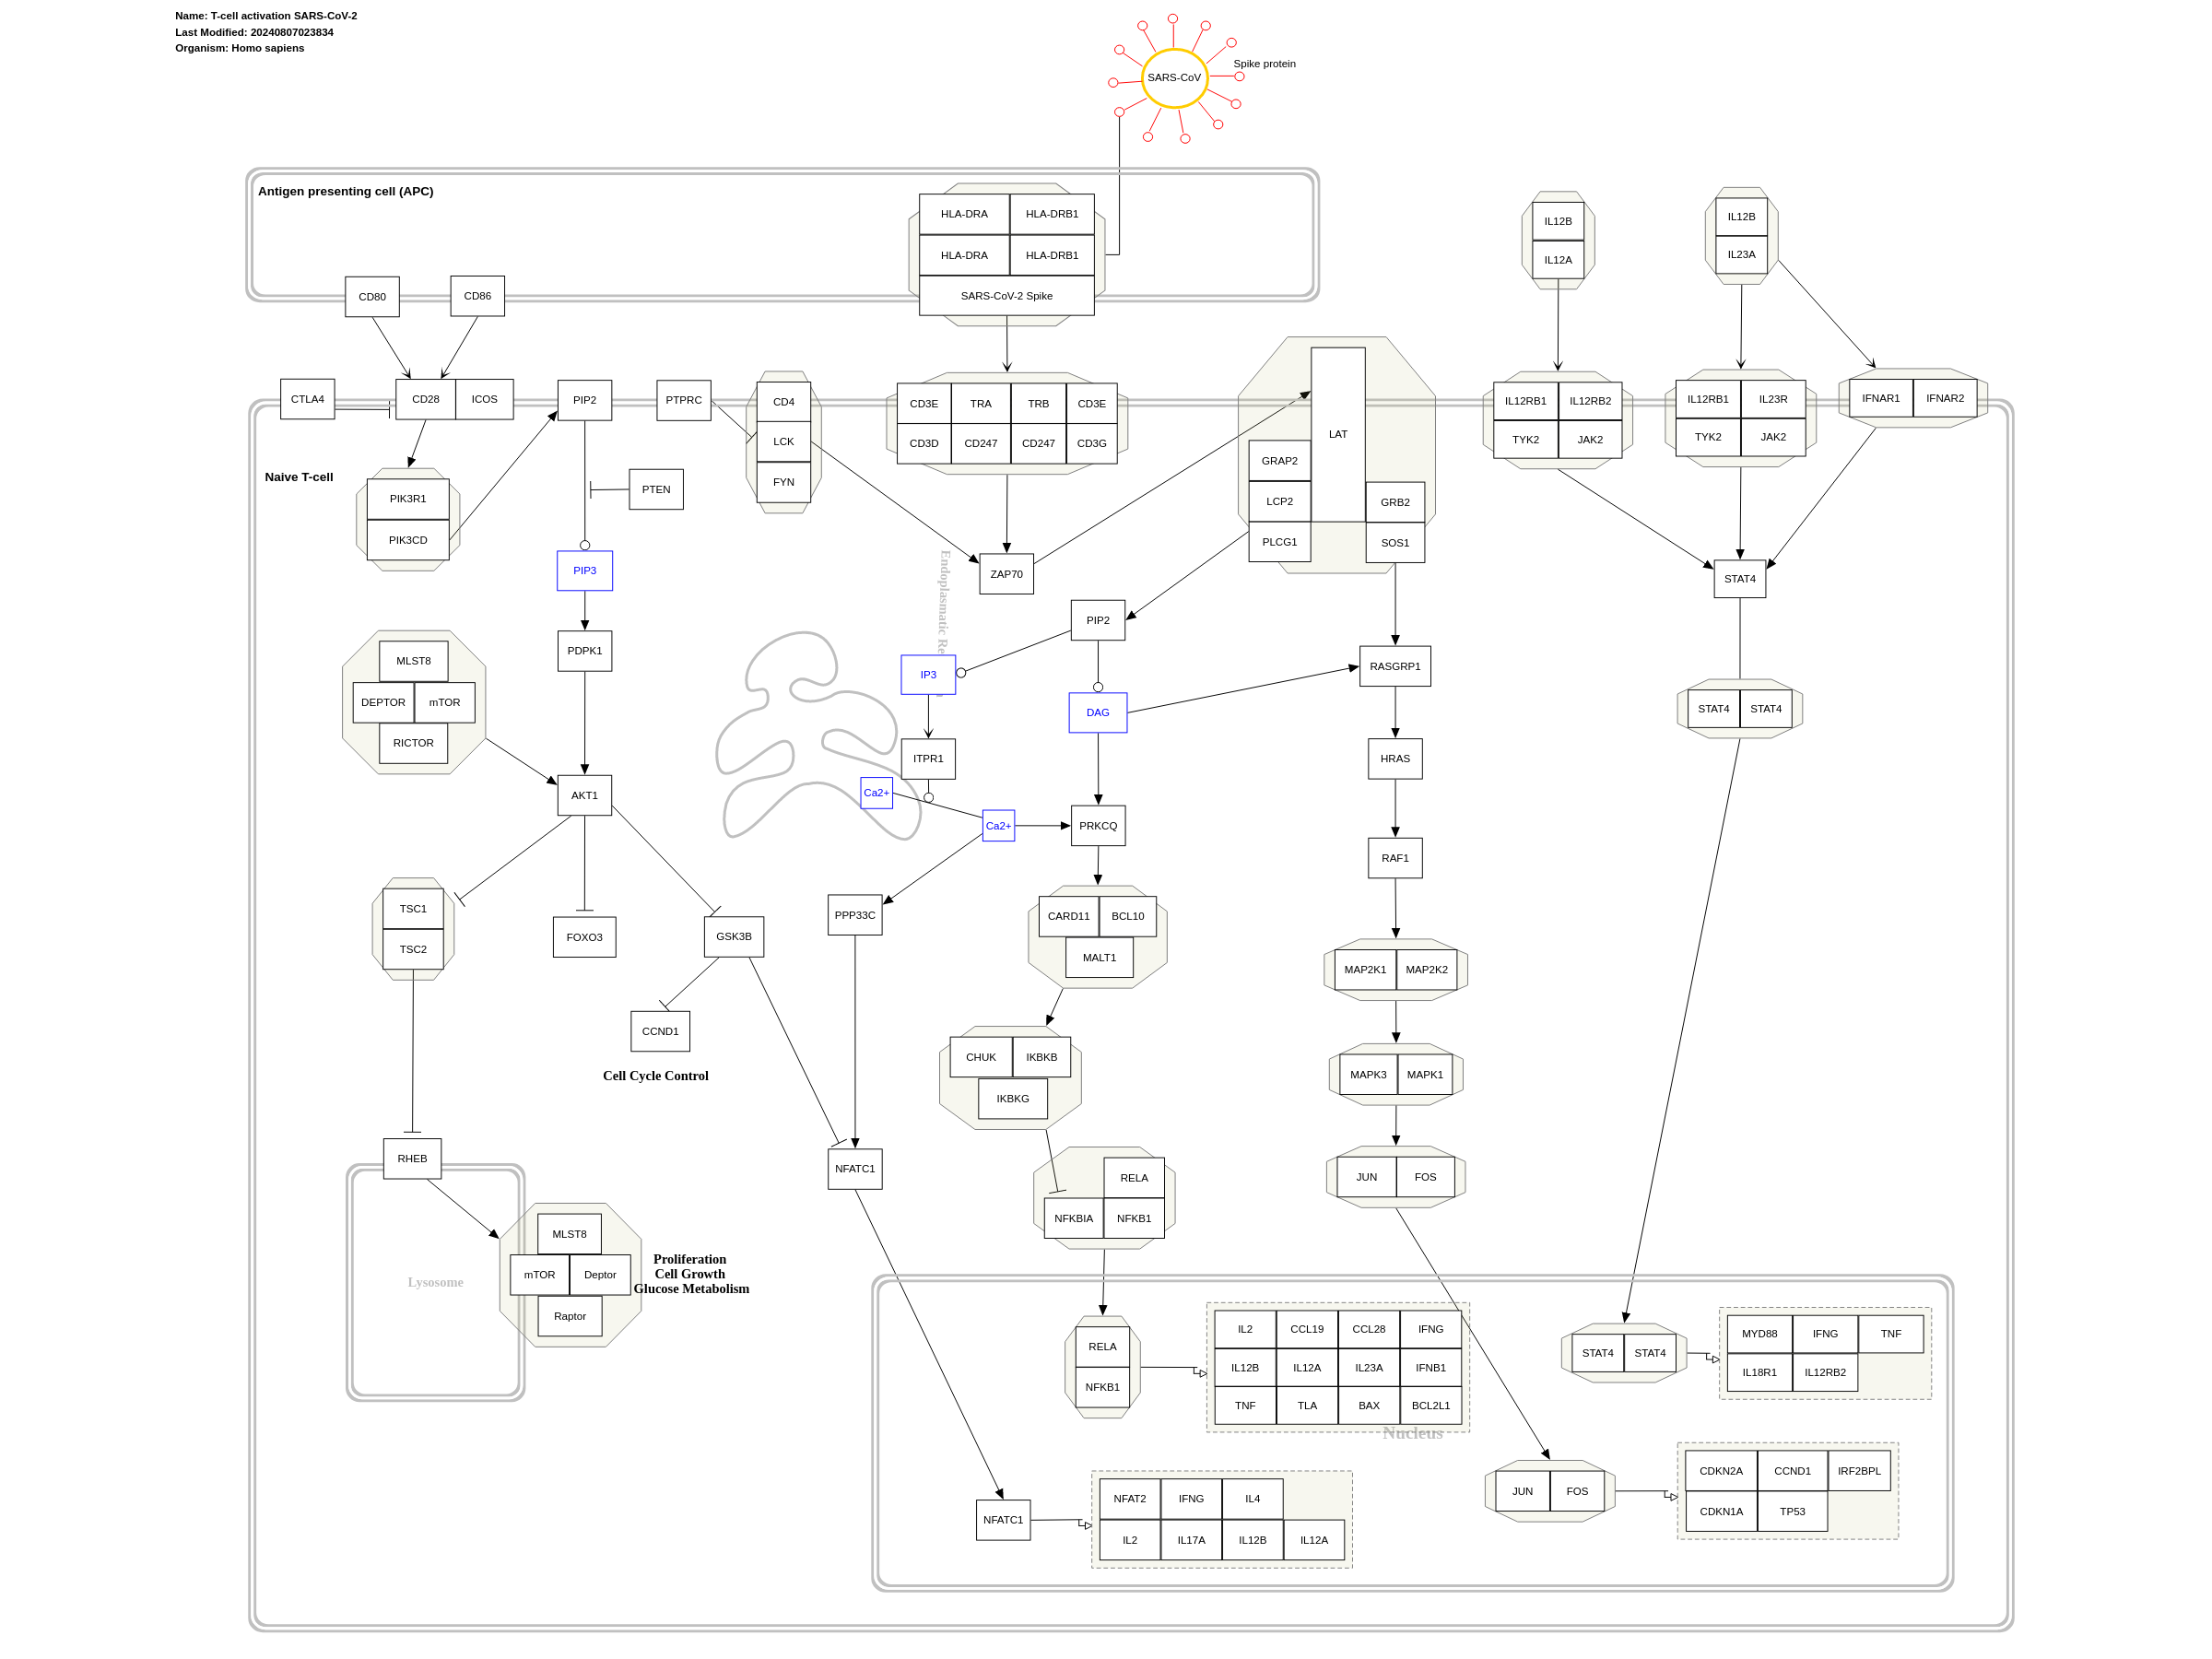 Name: T-cell activation SARS-CoV-2
Last Modified: 20240807023834
Organism: Homo sapiens
SARS-CoV
Spike protein
Antigen presenting cell (APC)
HLA-DRA HLA-DRB1
HLA-DRA HLA-DRB1
SARS-CoV-2 Spike
CD80 CD86
IL12B
IL12A
IL12B
IL23A
CTLA4 CD28 ICOS PIP2 PTPRC
CD4
LCK
FYN
CD3E TRA TRB CD3E
CD3D CD247 CD247 CD3G
LAT
GRAP2
LCP2
PLCG1
GRB2
SOS1
IL12RB1 IL12RB2
TYK2 JAK2
IL12RB1 IL23R
TYK2 JAK2
IFNAR1 IFNAR2
Naive T-cell
PIK3R1
PIK3CD
PTEN
PIP3
ZAP70
STAT4
Endoplasmatic Re
PIP2
PDPK1
MLST8
DEPTOR mTOR
RICTOR
IP3
DAG
RASGRP1
STAT4 STAT4
ITPR1
HRAS
AKT1
Ca2+
Ca2+
PRKCQ
RAF1
TSC1
TSC2
FOXO3
GSK3B
PPP33C
CARD11 BCL10
MALT1
MAP2K1 MAP2K2
CCND1
Cell Cycle Control
CHUK IKBKB
IKBKG
MAPK3 MAPK1
RHEB
NFATC1
RELA
NFKBIA NFKB1
JUN FOS
MLST8
mTOR Deptor
Raptor
Lysosome
Proliferation
Cell Growth
Glucose Metabolism
RELA
NFKB1
IL2 CCL19 CCL28 IFNG
IL12B IL12A IL23A IFNB1
TNF TLA BAX BCL2L1
Nucleus
STAT4 STAT4
MYD88 IFNG TNF
IL18R1 IL12RB2
NFATC1
NFAT2 IFNG IL4
IL2 IL17A IL12B IL12A
JUN FOS
CDKN2A CCND1 IRF2BPL
CDKN1A TP53